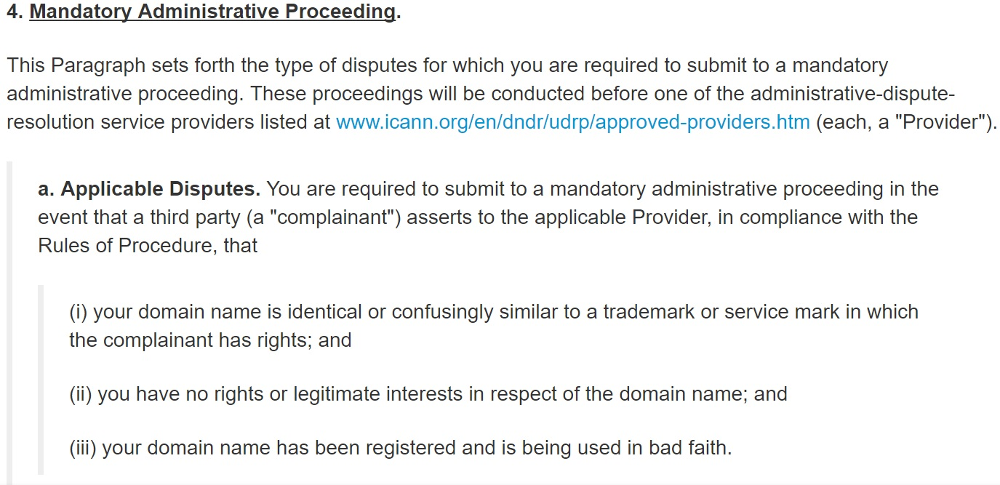 4. Mandatory Administrative Proceeding.
This Paragraph sets forth the type of disputes for which you are required to submit to a mandatory
administrative proceeding. These proceedings will be conducted before one of the administrative-dispute-
resolution service providers listed at www.icann.org/en/dndr/udrp/approved-providers.htm (each, a "Provider").
a. Applicable Disputes. You are required to submit to a mandatory administrative proceeding in the
event that a third party (a "complainant") asserts to the applicable Provider, in compliance with the
Rules of Procedure, that
(i) your domain name is identical or confusingly similar to a trademark or service mark in which
the complainant has rights; and
(ii) you have no rights or legitimate interests in respect of the domain name; and
(iii) your domain name has been registered and is being used in bad faith.